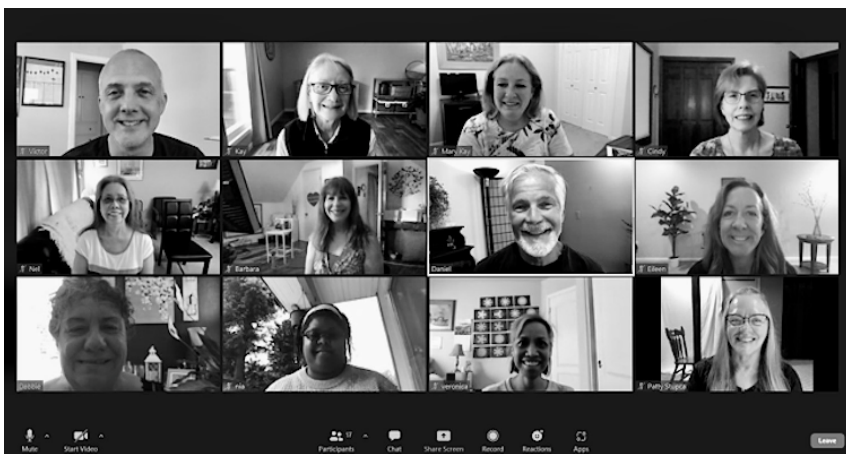 Victor
Kay
Mary Kay
Cindy
Nel
Barbara
Daniel
Eileen
Debbie
nia
veronica
Patty Stupca
Mute
Start Video
Participants
17
Chat
Share Screen
Record
Reactions
Apps
Leave